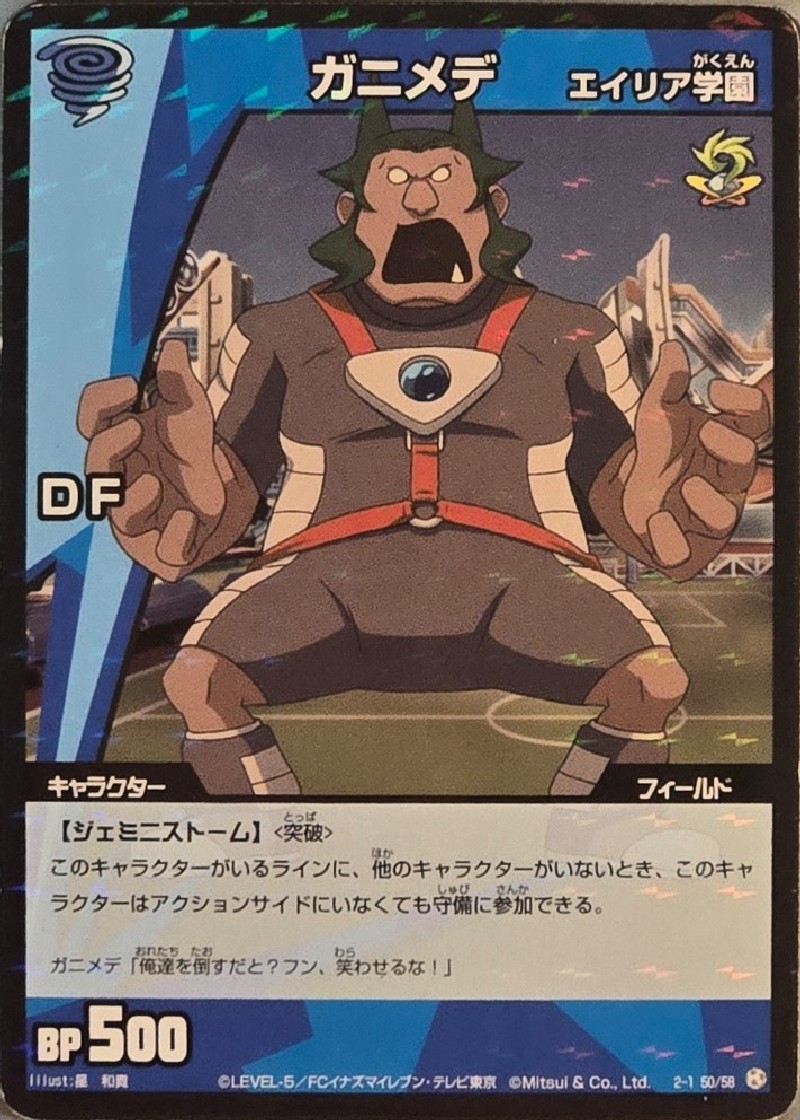 ガニメデ
エイリア学園
がくえん
DF
キャラクター
フィールド
【ジェミニストーム】<突破>
とっぱ
このキャラクターがいるラインに、他のキャラクターがいないとき、このキャ
ほか
ラクターはアクションサイドにいなくても守備に参加できる。
しゅび さんか
ガニメデ「俺達を倒すだと？フン、笑わせるな！」
おれたち たお わら
BP 500
Illust:星 和貴
©LEVEL-5／FCイナズマイレブン・テレビ東京 ©Mitsui & Co., Ltd. 2-1 50/58